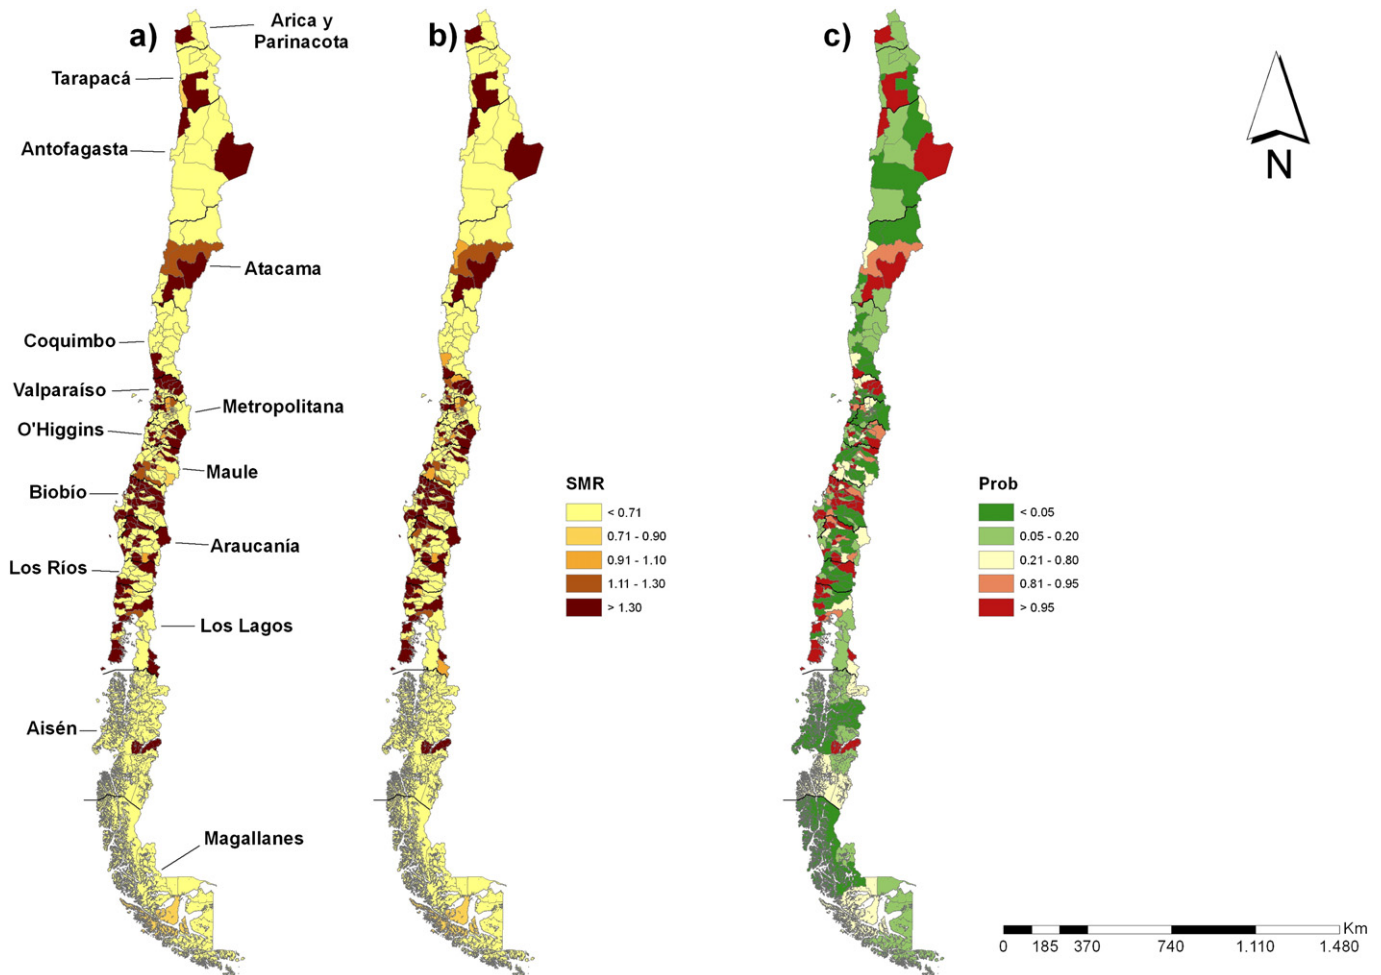 a)
Arica y
Parinacota
b)
c)
Tarapacá
Antofagasta
N
Atacama
Coquimbo
Valparaíso
Metropolitana
O'Higgins
Maule
Biobío
SMR
< 0.71
0.71 - 0.90
0.91 - 1.10
1.11 - 1.30
> 1.30
Prob
< 0.05
0.05 - 0.20
0.21 - 0.80
0.81 - 0.95
> 0.95
Araucanía
Los Ríos
Los Lagos
Aisén
Magallanes
Km
0 185 370 740 1.110 1.480